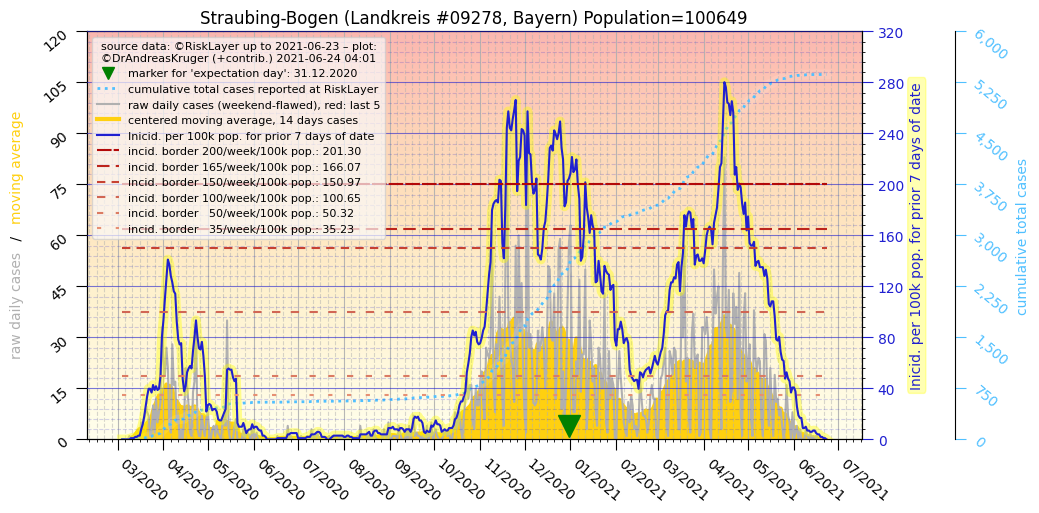 Straubing-Bogen (Landkreis #09278, Bayern) Population=100649
source data: ©RiskLayer up to 2021-06-23 – plot:
©DrAndreasKruger (+contrib.) 2021-06-24 04:01
marker for 'expectation day': 31.12.2020
cumulative total cases reported at RiskLayer
raw daily cases (weekend-flawed), red: last 5
centered moving average, 14 days cases
Inicid. per 100k pop. for prior 7 days of date
incid. border 200/week/100k pop.: 201.30
incid. border 165/week/100k pop.: 166.07
incid. border 150/week/100k pop.: 150.97
incid. border 100/week/100k pop.: 100.65
incid. border   50/week/100k pop.: 50.32
incid. border   35/week/100k pop.: 35.23
raw daily cases / moving average
120
105
90
75
60
45
30
15
0
03/2020
04/2020
05/2020
06/2020
07/2020
08/2020
09/2020
10/2020
11/2020
12/2020
01/2021
02/2021
03/2021
04/2021
05/2021
06/2021
07/2021
320
280
240
200
160
120
80
40
0
Inicid. per 100k pop. for prior 7 days of date
6,000
5,250
4,500
3,750
3,000
2,250
1,500
750
0
cumulative total cases